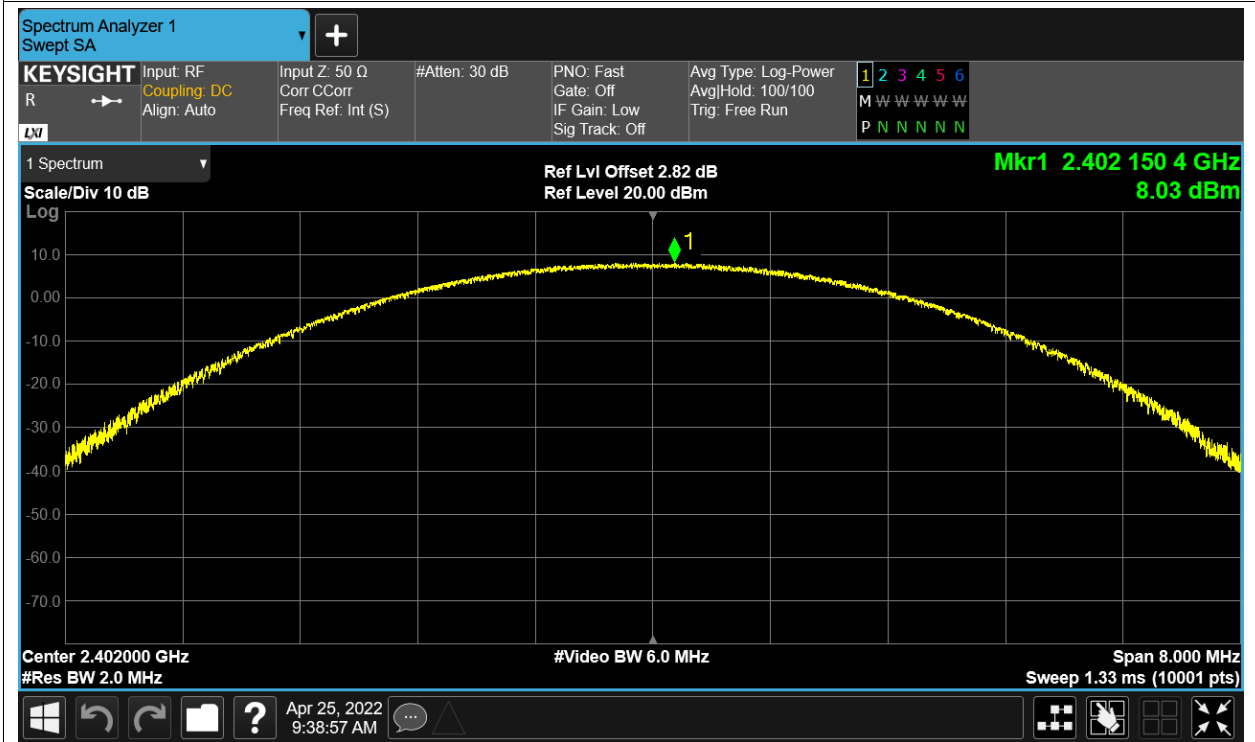 Spectrum Analyzer 1
Swept SA
+
KEYSIGHT
R
LXI
Input: RF
Coupling: DC
Align: Auto
Input Z: 50 Ω
Corr CCorr
Freq Ref: Int (S)
#Atten: 30 dB
PNO: Fast
Gate: Off
IF Gain: Low
Sig Track: Off
Avg Type: Log-Power
Avg|Hold: 100/100
Trig: Free Run
1 2 3 4 5 6
M W W W W W
P N N N N N
1 Spectrum
Scale/Div 10 dB
Log
Ref Lvl Offset 2.82 dB
Ref Level 20.00 dBm
Mkr1 2.402 150 4 GHz
8.03 dBm
1
10.0
0.00
-10.0
-20.0
-30.0
-40.0
-50.0
-60.0
-70.0
Center 2.402000 GHz
#Video BW 6.0 MHz
Span 8.000 MHz
#Res BW 2.0 MHz
Sweep 1.33 ms (10001 pts)
?
Apr 25, 2022
9:38:57 AM